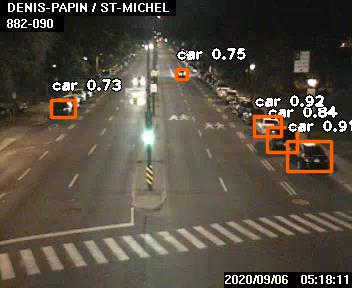 DENIS-PAPIN / ST-MICHEL
882-090
car 0.75
car 0.73
car 0.92
car 0.84
car 0.91
2020/09/06 05:18:11